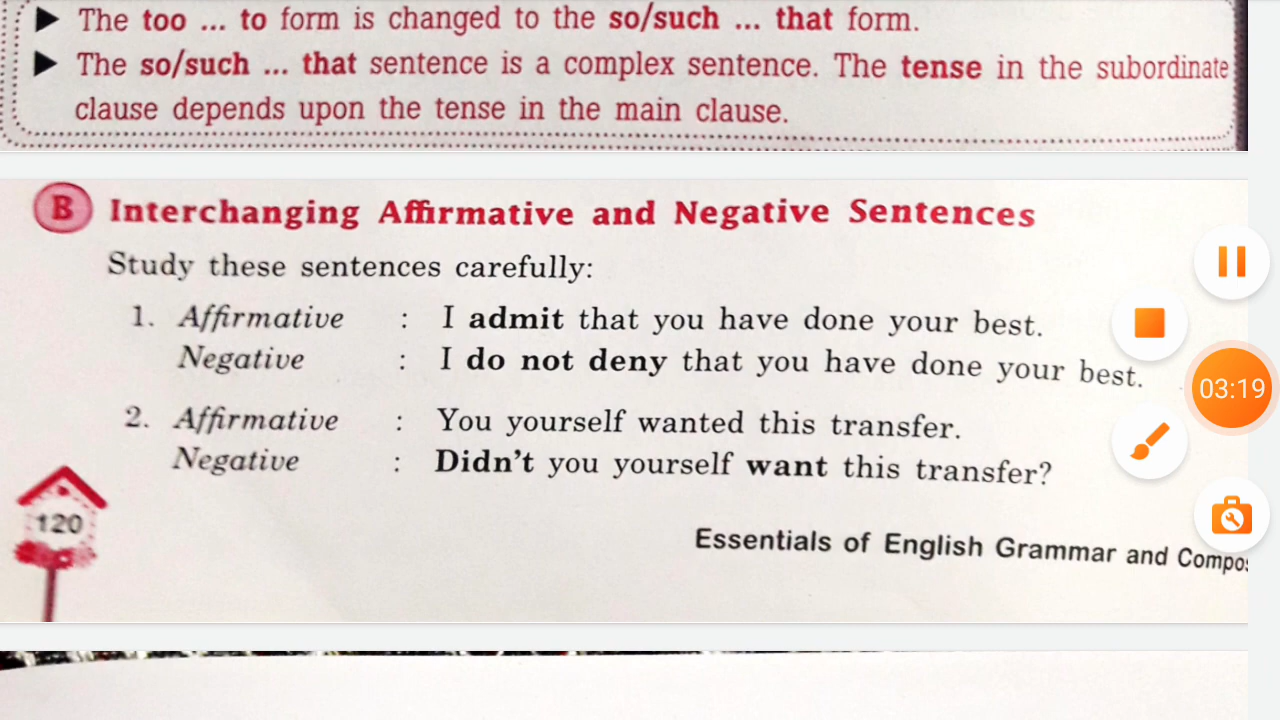 ▶ The too ... to form is changed to the so/such ... that form.
▶ The so/such ... that sentence is a complex sentence. The tense in the subordinate
clause depends upon the tense in the main clause.
B Interchanging Affirmative and Negative Sentences
Study these sentences carefully:
1. Affirmative : I admit that you have done your best.
Negative : I do not deny that you have done your best.
2. Affirmative : You yourself wanted this transfer.
Negative : Didn't you yourself want this transfer?
120
Essentials of English Grammar and Compos
03:19